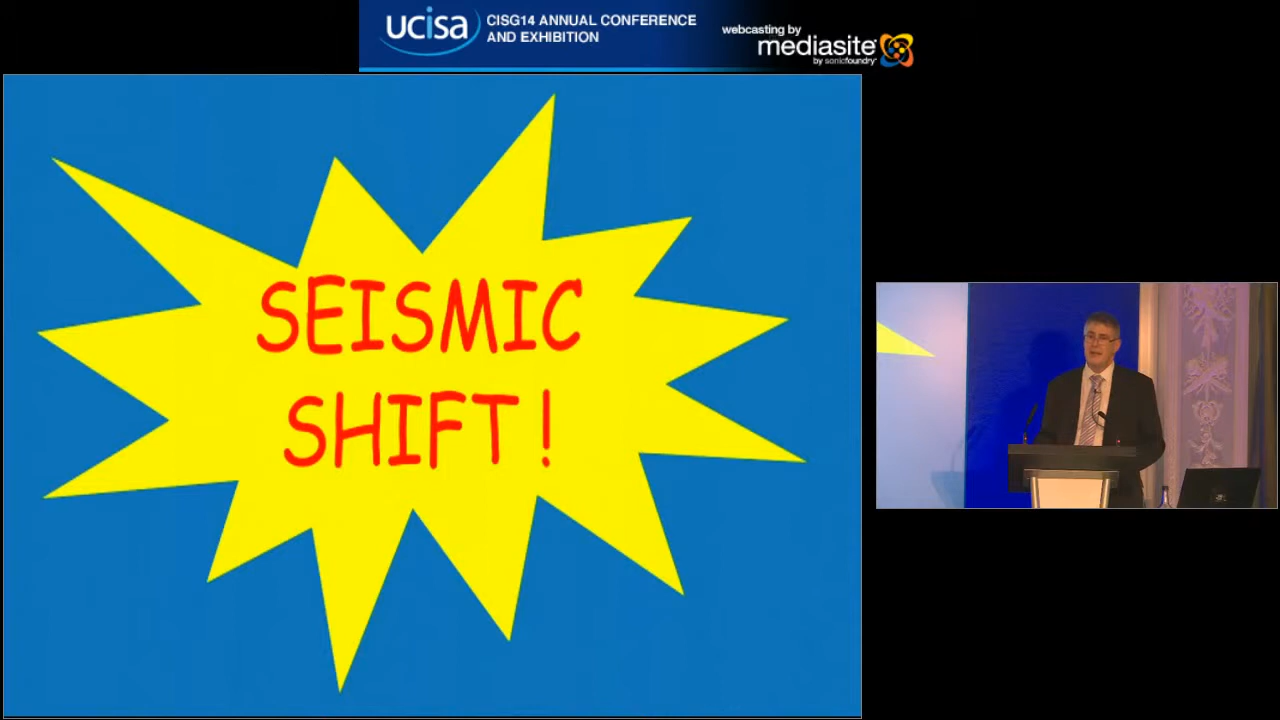 ucisa
CISG14 ANNUAL CONFERENCE
AND EXHIBITION
webcasting by
mediasite
by sonicfoundry
SEISMIC
SHIFT!